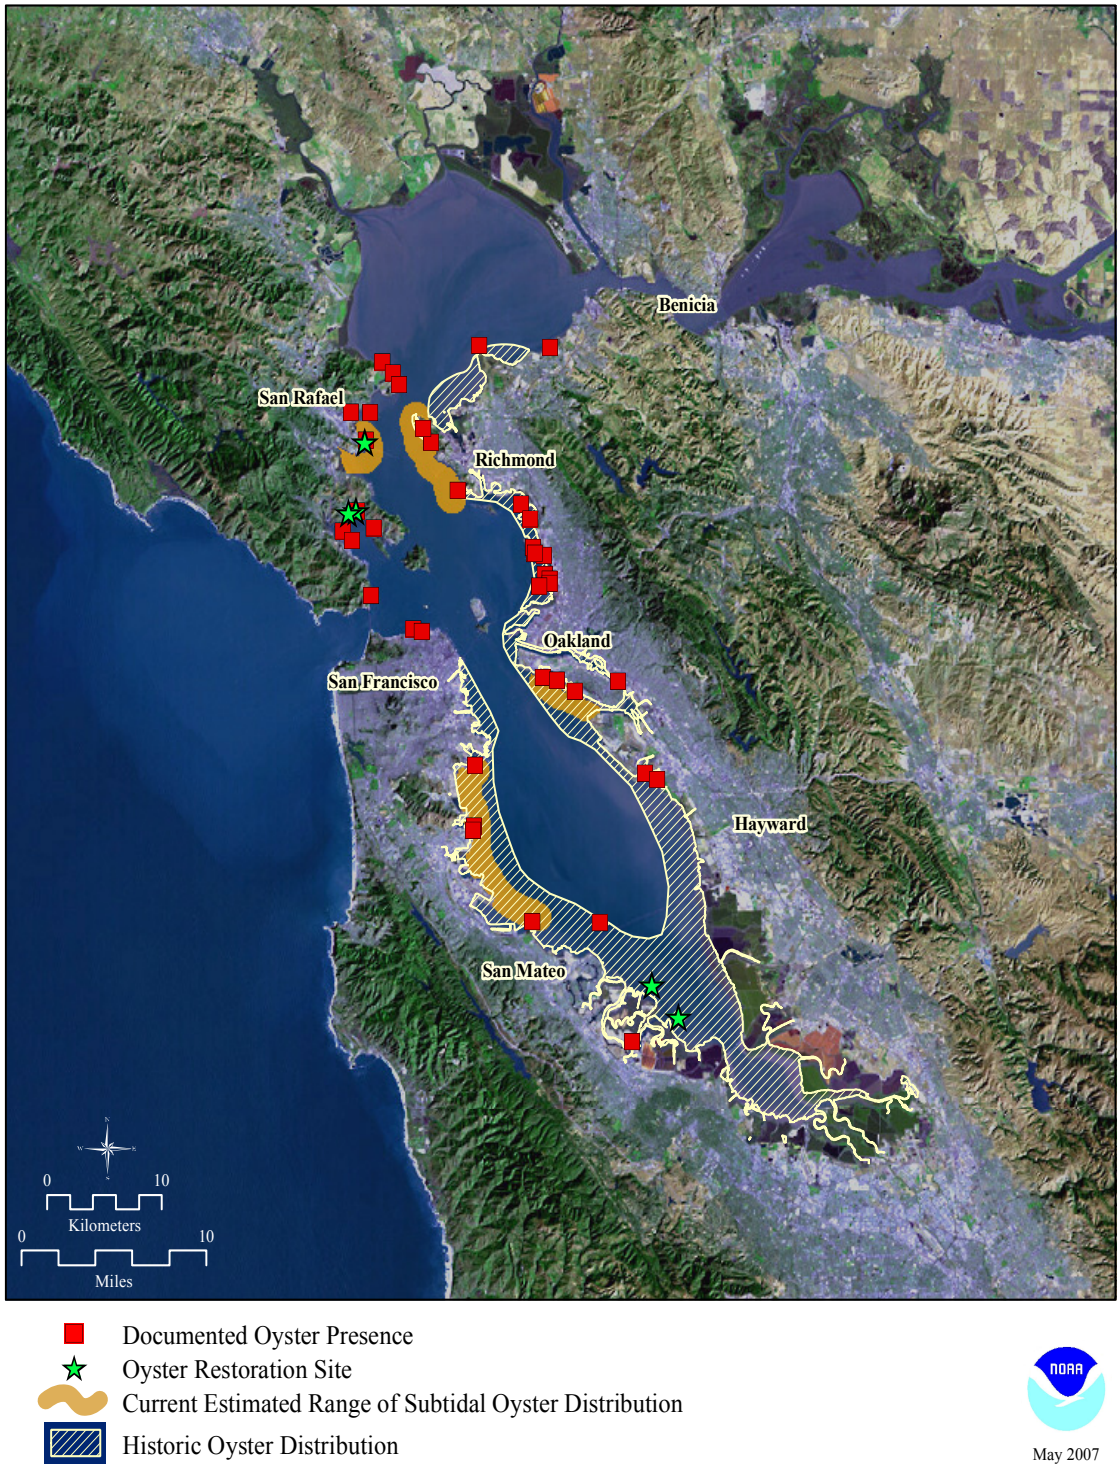 Benicia
San Rafael
Richmond
Oakland
San Francisco
Hayward
San Mateo
N
W
E
S
0 10
Kilometers
0 10
Miles
Documented Oyster Presence
Oyster Restoration Site
Current Estimated Range of Subtidal Oyster Distribution
Historic Oyster Distribution
NOAA
May 2007